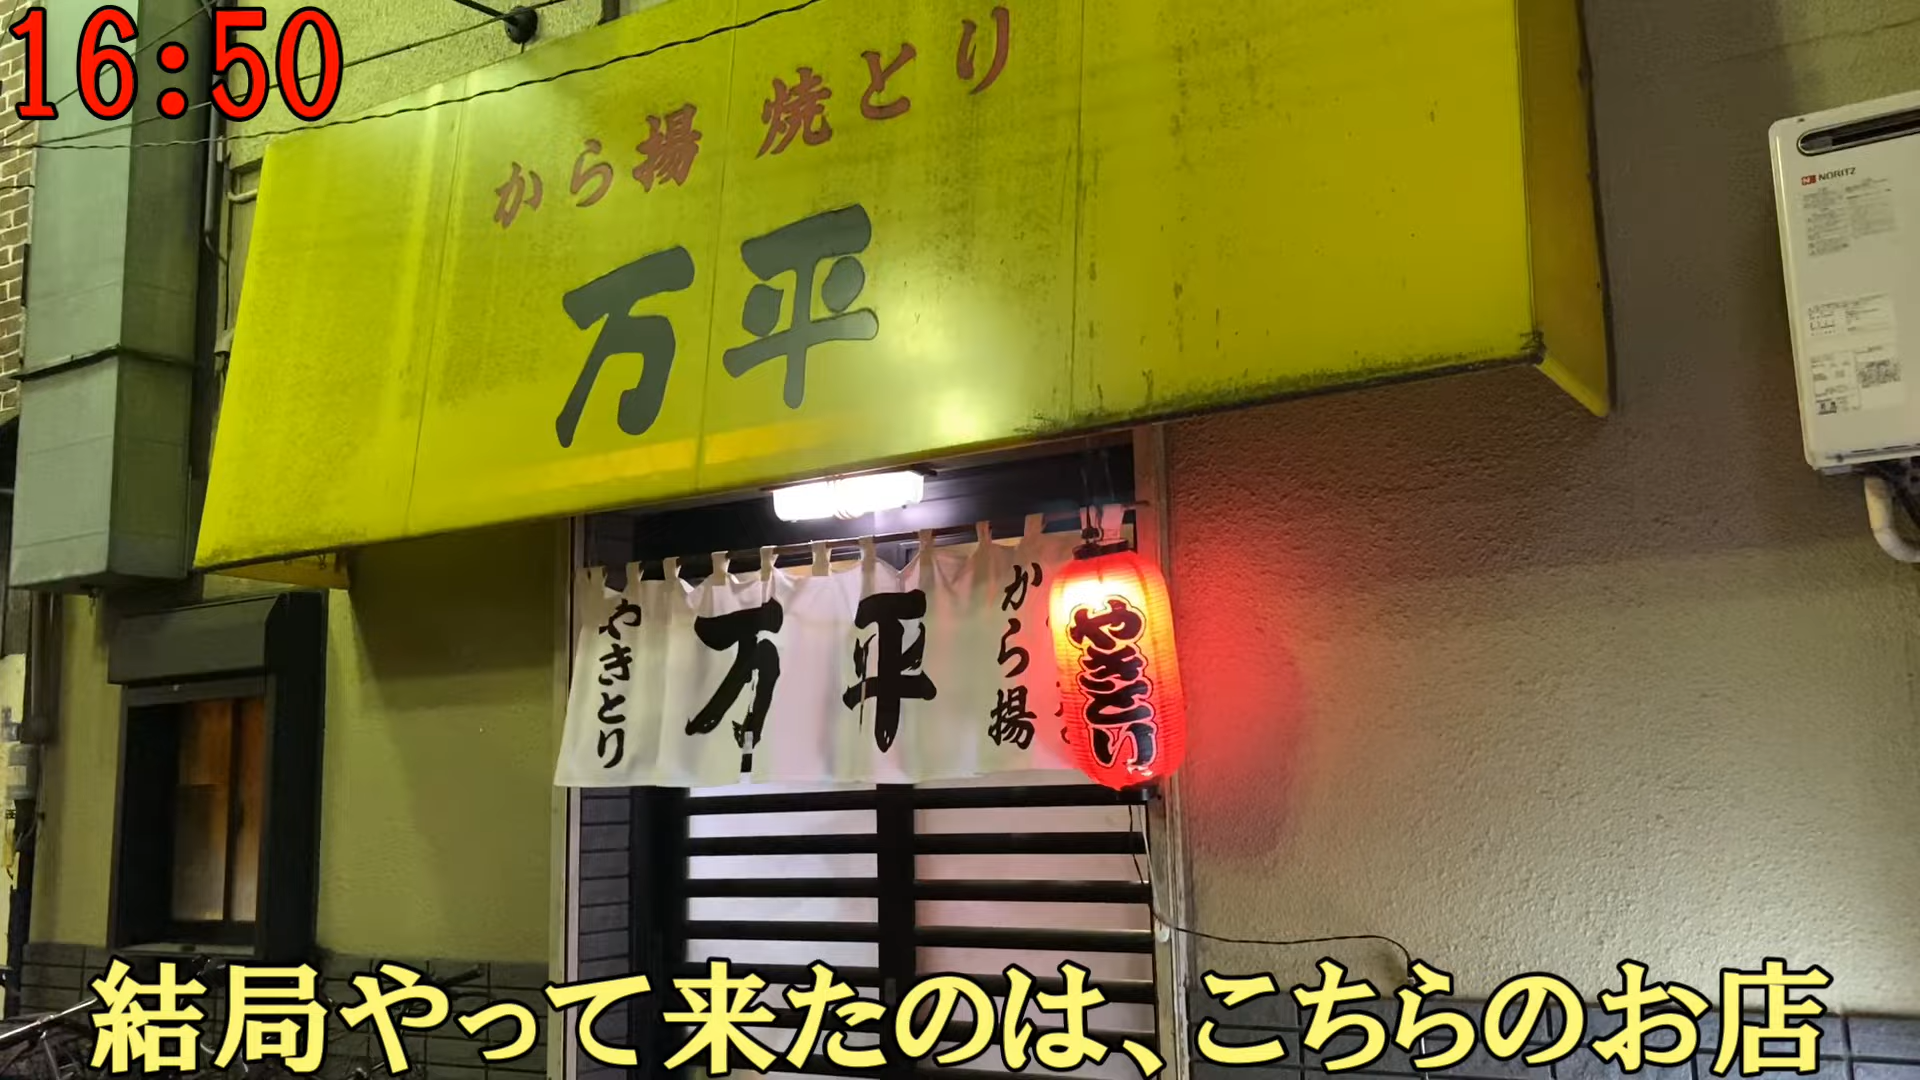 16:50
から揚 焼とり
万平
NORITZ
やきとり
万平
から揚
やきとり
結局やって来たのは、こちらのお店